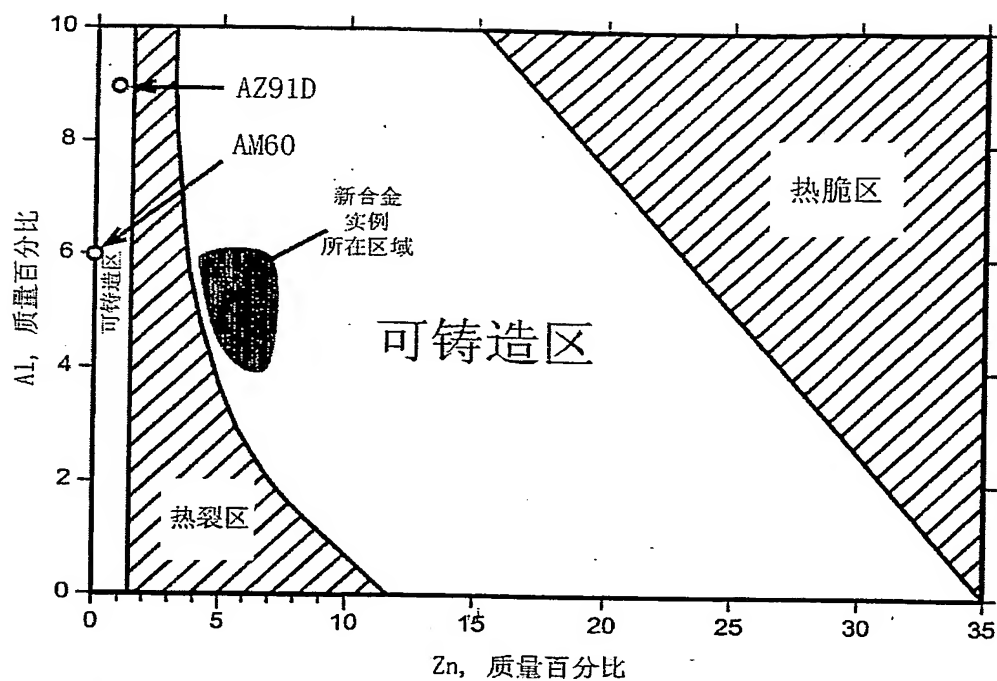 10
8
6
4
2
0
Al, 质量百分比
AZ91D
AM60
新合金
实例
所在区域
热脆区
可铸造区
可铸造区
热裂区
0
5
10
15
20
25
30
35
Zn, 质量百分比